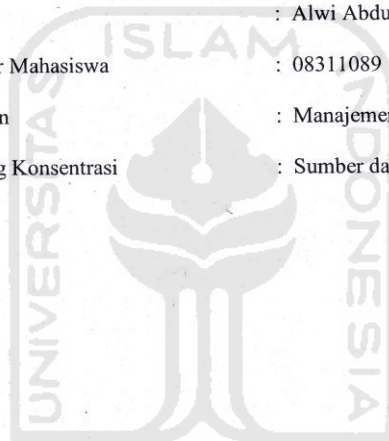 : Alwi Abdu
ISLAM
r Mahasiswa : 08311089
n : Manajemen
g Konsentrasi : Sumber da
UNIVERSITAS
INDONESIA